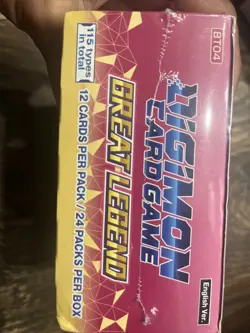 BT04
DIGIMON
CARD GAME
English Ver.
GREAT LEGEND
115 types
in total
12 CARDS PER PACK / 24 PACKS PER BOX